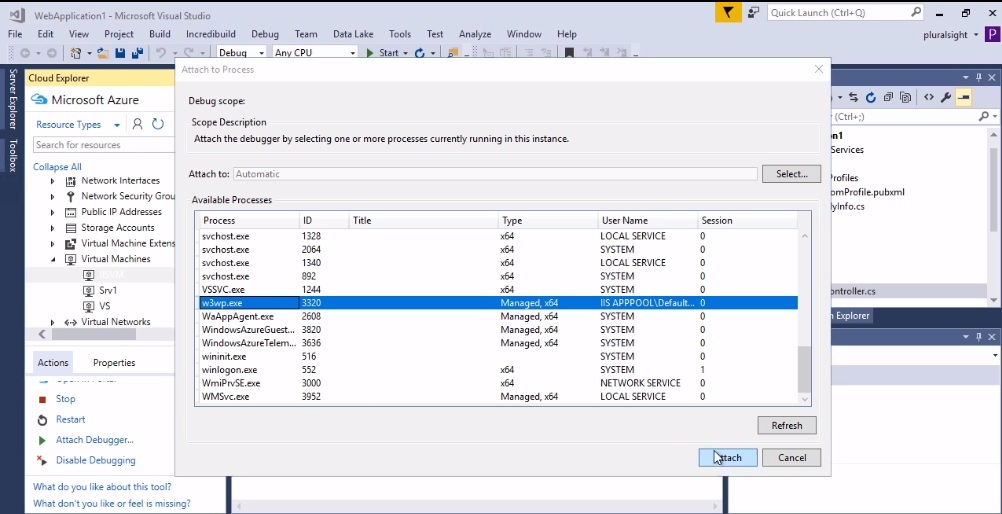 WebApplication1 - Microsoft Visual Studio
Quick Launch (Ctrl+Q)
File Edit View Project Build Incredibuild Debug Team Data Lake Tools Test Analyze Window Help
pluralsight P
Debug Any CPU Start
Server Explorer
Toolbox
Cloud Explorer
Microsoft Azure
Resource Types
Search for resources
Collapse All
Network Interfaces
Network Security Grou
Public IP Addresses
Storage Accounts
Virtual Machine Extens
Virtual Machines
Srv1
VS
Virtual Networks
Actions Properties
Stop
Restart
Attach Debugger...
Disable Debugging
What do you like about this tool?
What don't you like or feel is missing?
Attach to Process
Debug scope:
Scope Description
Attach the debugger by selecting one or more processes currently running in this instance.
Attach to: Automatic Select...
Available Processes
Process ID Title Type User Name Session
svchost.exe 1328 x64 LOCAL SERVICE 0
svchost.exe 2064 x64 SYSTEM 0
svchost.exe 1340 x64 LOCAL SERVICE 0
svchost.exe 892 x64 SYSTEM 0
VSSVC.exe 1244 x64 SYSTEM 0
w3wp.exe 3320 Managed, x64 IIS APPPOOL\Default... 0
WaAppAgent.exe 2608 Managed, x64 SYSTEM 0
WindowsAzureGuest... 3820 Managed, x64 SYSTEM 0
WindowsAzureTelem... 3636 Managed, x64 SYSTEM 0
wininit.exe 516 SYSTEM 0
winlogon.exe 552 x64 SYSTEM 1
WmiPrvSE.exe 3000 x64 NETWORK SERVICE 0
WMSvc.exe 3952 Managed, x64 LOCAL SERVICE 0
Refresh
ttach Cancel
(Ctrl+;)
on1
Services
Profiles
omProfile.pubxml
lyInfo.cs
ontroller.cs
Explorer